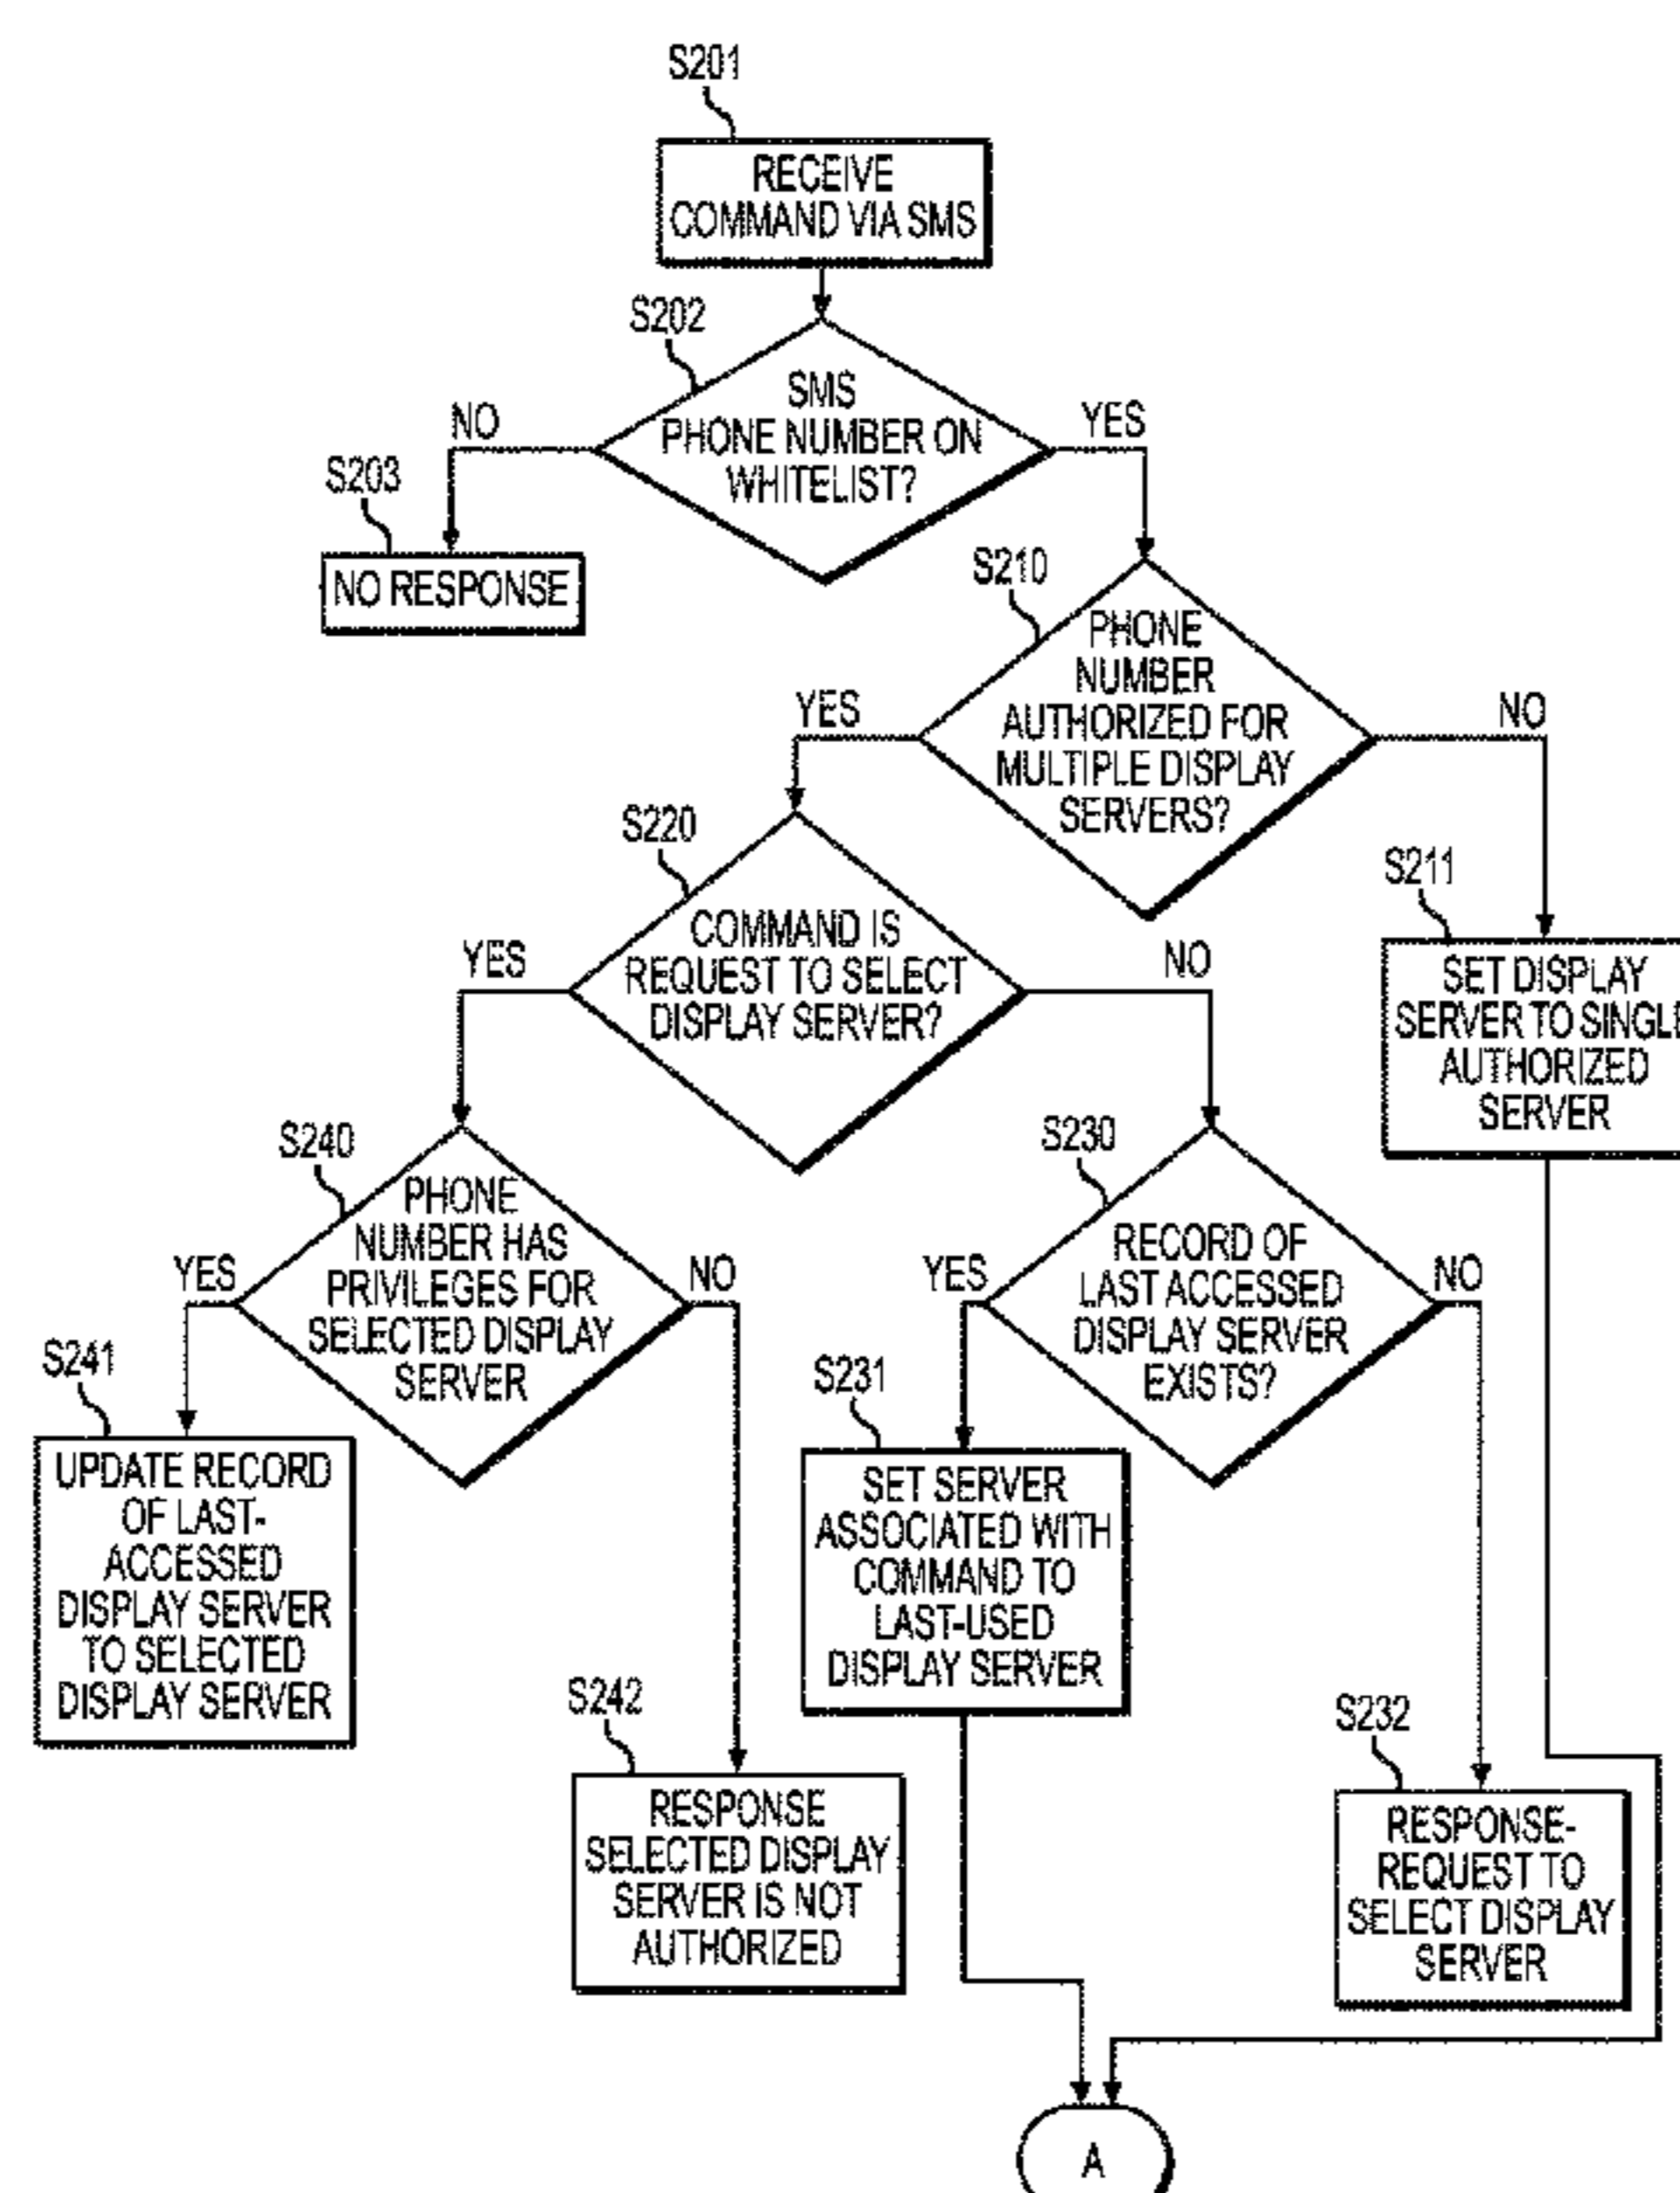 S201
RECEIVE
COMMAND VIA SMS
S202
SMS
PHONE NUMBER ON
WHITELIST?
NO
YES
S203
NO RESPONSE
S210
PHONE
NUMBER
AUTHORIZED FOR
MULTIPLE DISPLAY
SERVERS?
YES
NO
S220
COMMAND IS
REQUEST TO SELECT
DISPLAY SERVER?
YES
NO
S211
SET DISPLAY
SERVER TO SINGLE
AUTHORIZED
SERVER
S240
PHONE
NUMBER HAS
PRIVILEGES FOR
SELECTED DISPLAY
SERVER
YES
NO
S230
RECORD OF
LAST ACCESSED
DISPLAY SERVER
EXISTS?
YES
NO
S241
UPDATE RECORD
OF LAST-
ACCESSED
DISPLAY SERVER
TO SELECTED
DISPLAY SERVER
S231
SET SERVER
ASSOCIATED WITH
COMMAND TO
LAST-USED
DISPLAY SERVER
S242
RESPONSE
SELECTED DISPLAY
SERVER IS NOT
AUTHORIZED
S232
RESPONSE-
REQUEST TO
SELECT DISPLAY
SERVER
A